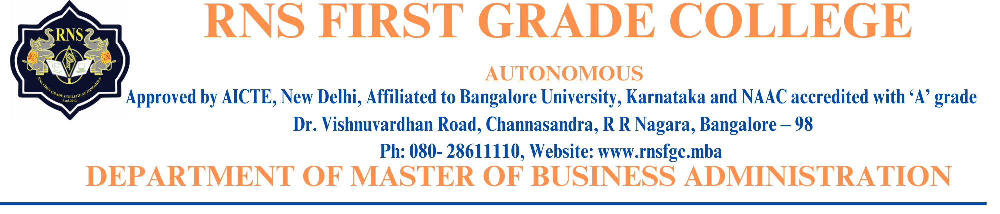 RNS FIRST GRADE COLLEGE
RNS
RNS FIRST GRADE COLLEGE AUTONOMOUS
Estd.2012
AUTONOMOUS
Approved by AICTE, New Delhi, Affiliated to Bangalore University, Karnataka and NAAC accredited with ‘A’ grade
Dr. Vishnuvardhan Road, Channasandra, R R Nagara, Bangalore – 98
Ph: 080- 28611110, Website: www.rnsfgc.mba
DEPARTMENT OF MASTER OF BUSINESS ADMINISTRATION